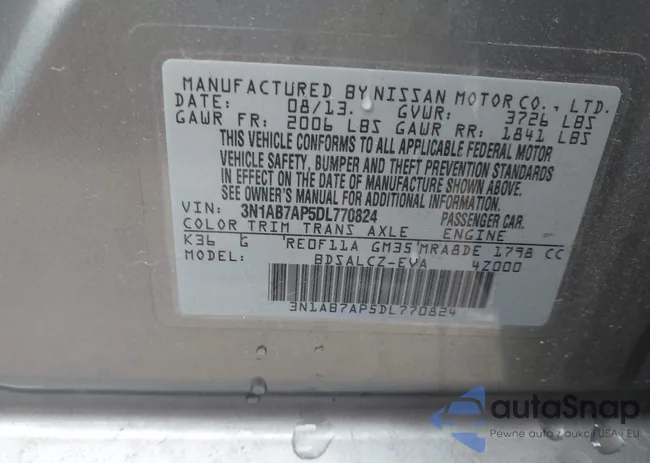 MANUFACTURED BY NISSAN MOTOR CO., LTD.
DATE: 08/13. GVWR: 3726 LBS
GAWR FR: 2006 LBS GAWR RR: 1841 LBS
THIS VEHICLE CONFORMS TO ALL APPLICABLE FEDERAL MOTOR
VEHICLE SAFETY, BUMPER AND THEFT PREVENTION STANDARDS
IN EFFECT ON THE DATE OF MANUFACTURE SHOWN ABOVE.
SEE OWNER'S MANUAL FOR ADDITIONAL INFORMATION.
VIN: 3N1AB7AP5DL770824 PASSENGER CAR.
COLOR TRIM TRANS AXLE ENGINE
K36 G 'RE0F11A GM35'MRA8DE 1798 CC
MODEL: BDSALCZ-EVA 4Z000
3N1AB7AP5DL770824
autoSnap
Pewne auto z aukcji USA i EU